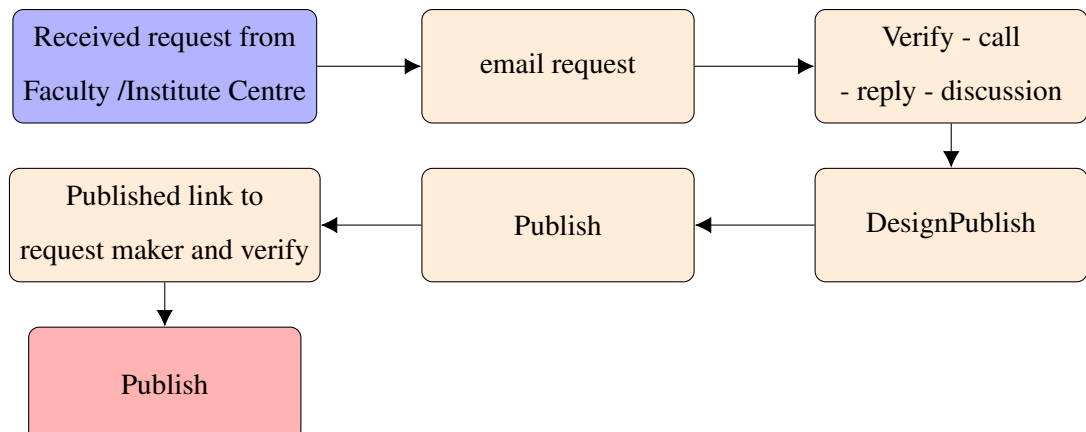 Received request from
Faculty /Institute Centre
email request
Verify - call
- reply - discussion
DesignPublish
Publish
Published link to
request maker and verify
Publish